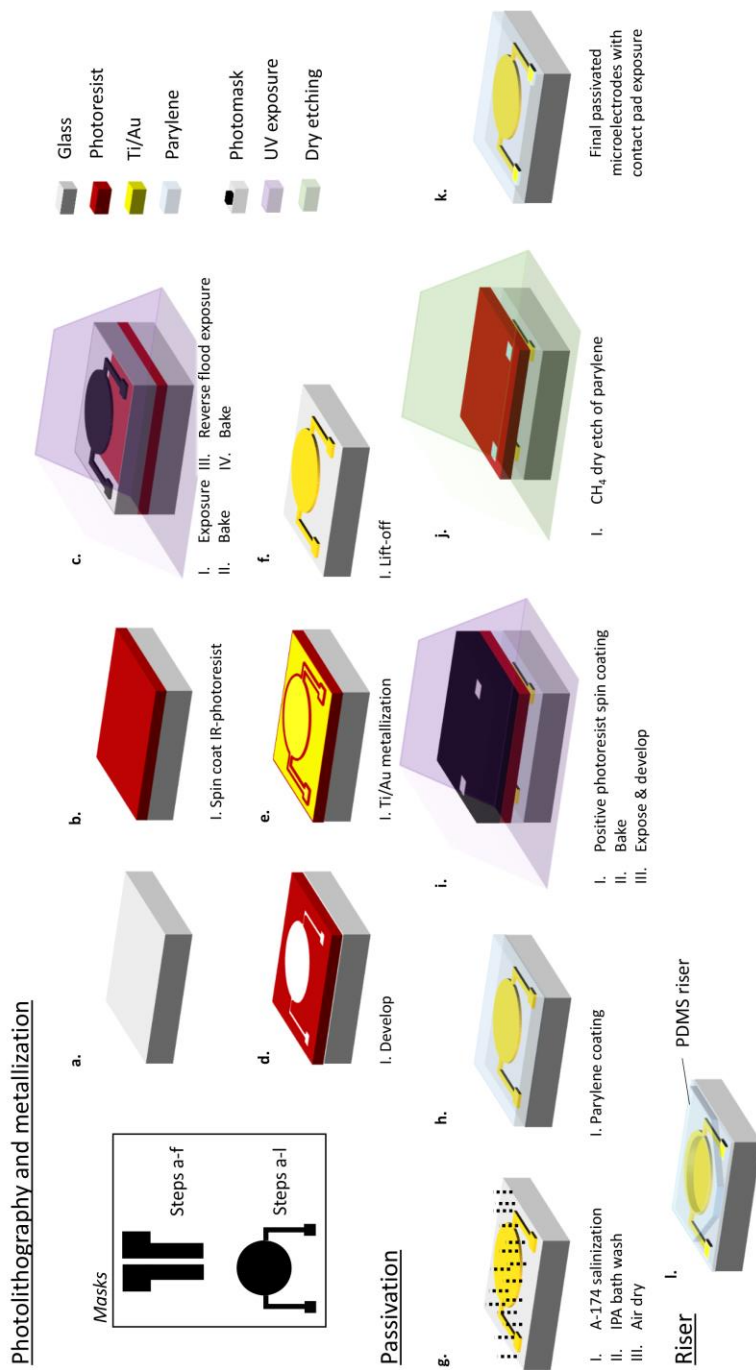 Photolithography and metallization
Masks
Steps a-f
Steps a-l
a.
b.
I. Spin coat IR-photoresist
c.
I. Exposure III. Reverse flood exposure
II. Bake IV. Bake
Glass
Photoresist
Ti/Au
Parylene
Photomask
UV exposure
Dry etching
d.
I. Develop
e.
I. Ti/Au metallization
f.
I. Lift-off
Passivation
g.
I. A-174 salinization
II. IPA bath wash
III. Air dry
h.
I. Parylene coating
i.
I. Positive photoresist spin coating
II. Bake
III. Expose & develop
j.
I. CH₄ dry etch of parylene
k.
Final passivated
microelectrodes with
contact pad exposure
Riser
l.
PDMS riser